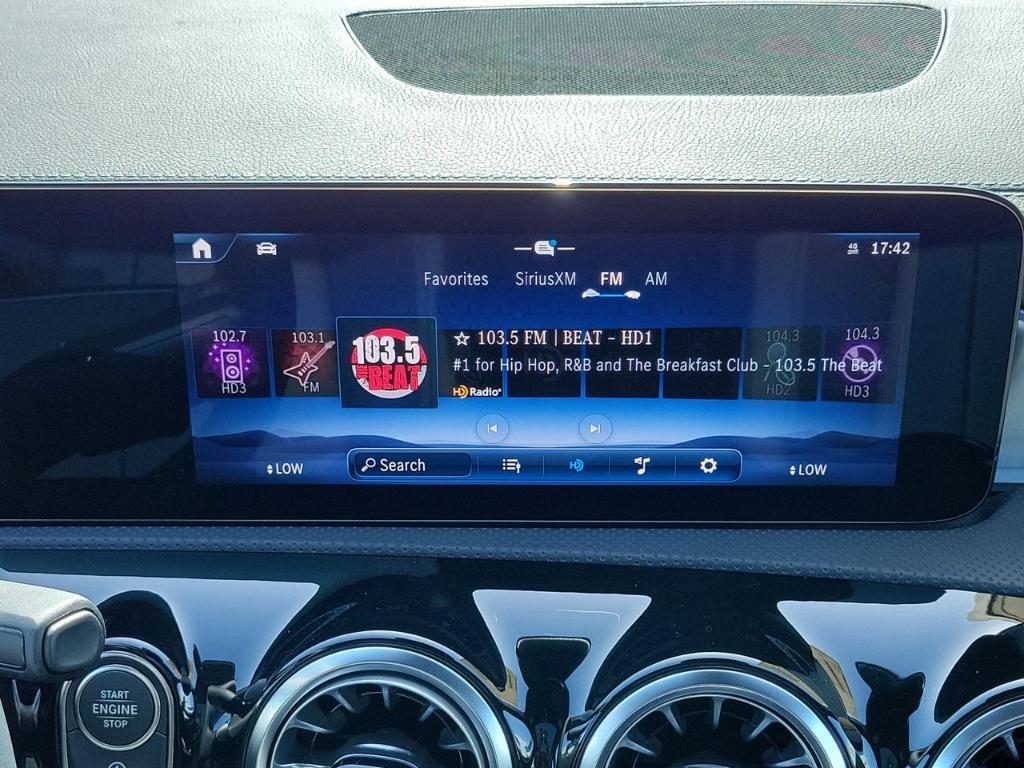 4G 17:42
Favorites SiriusXM FM AM
102.7
HD3
103.1
FM
103.5
THE
BEAT
103.5 FM | BEAT - HD1
#1 for Hip Hop, R&B and The Breakfast Club - 103.5 The Beat
HD Radio
104.3
HD2
104.3
HD3
LOW
Search
HD
LOW
START
ENGINE
STOP